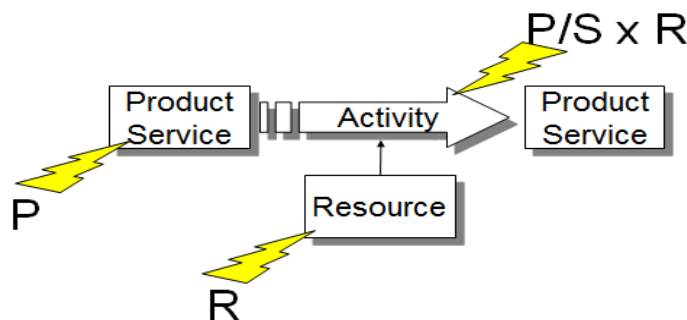 P/S x R
Product
Service
Activity
Product
Service
P
Resource
R